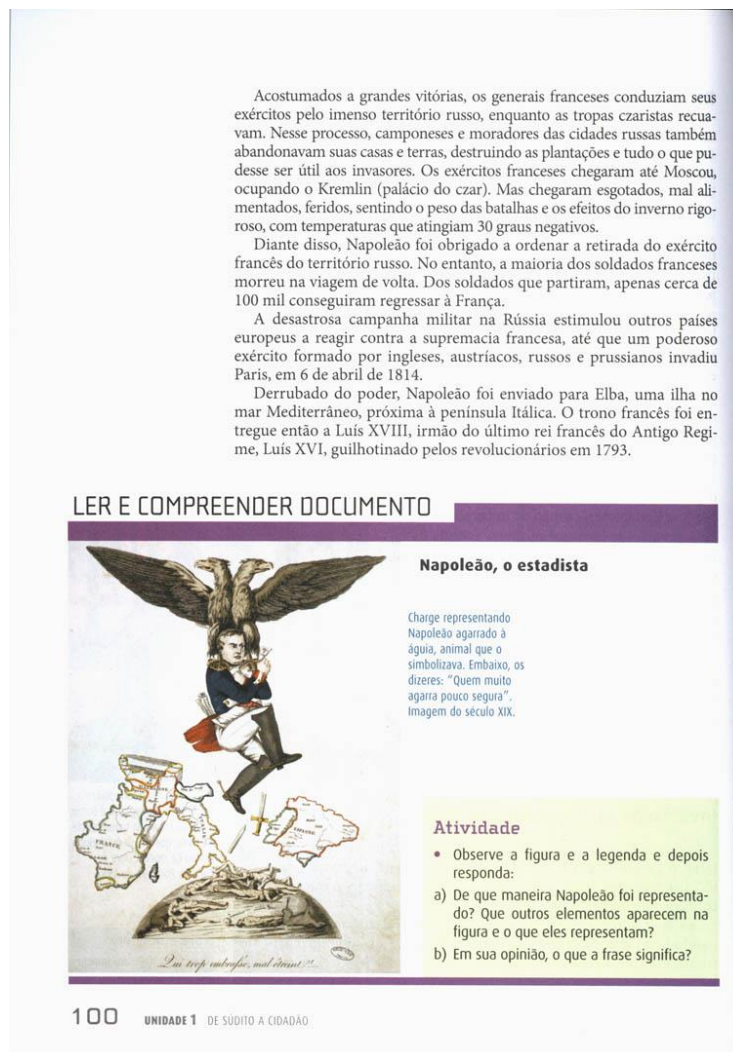 Acostumados a grandes vitórias, os generais franceses conduziam seus
exércitos pelo imenso território russo, enquanto as tropas czaristas recua-
vam. Nesse processo, camponeses e moradores das cidades russas também
abandonavam suas casas e terras, destruindo as plantações e tudo o que pu-
desse ser útil aos invasores. Os exércitos franceses chegaram até Moscou,
ocupando o Kremlin (palácio do czar). Mas chegaram esgotados, mal ali-
mentados, feridos, sentindo o peso das batalhas e os efeitos do inverno rigo-
roso, com temperaturas que atingiam 30 graus negativos.
Diante disso, Napoleão foi obrigado a ordenar a retirada do exército
francês do território russo. No entanto, a maioria dos soldados franceses
morreu na viagem de volta. Dos soldados que partiram, apenas cerca de
100 mil conseguiram regressar à França.
A desastrosa campanha militar na Rússia estimulou outros países
europeus a reagir contra a supremacia francesa, até que um poderoso
exército formado por ingleses, austríacos, russos e prussianos invadiu
Paris, em 6 de abril de 1814.
Derrubado do poder, Napoleão foi enviado para Elba, uma ilha no
mar Mediterrâneo, próxima à península Itálica. O trono francês foi en-
tregue então a Luís XVIII, irmão do último rei francês do Antigo Regi-
me, Luís XVI, guilhotinado pelos revolucionários em 1793.
LER E COMPREENDER DOCUMENTO
Napoleão, o estadista
Charge representando
Napoleão agarrado à
águia, animal que o
simbolizava. Embaixo, os
dizeres: "Quem muito
agarra pouco segura".
Imagem do século XIX.
FRANCE
Qui trop embrasse, mal étreint
Atividade
• Observe a figura e a legenda e depois
responda:
a) De que maneira Napoleão foi representa-
do? Que outros elementos aparecem na
figura e o que eles representam?
b) Em sua opinião, o que a frase significa?
100 UNIDADE 1 DE SÚDITO A CIDADÃO